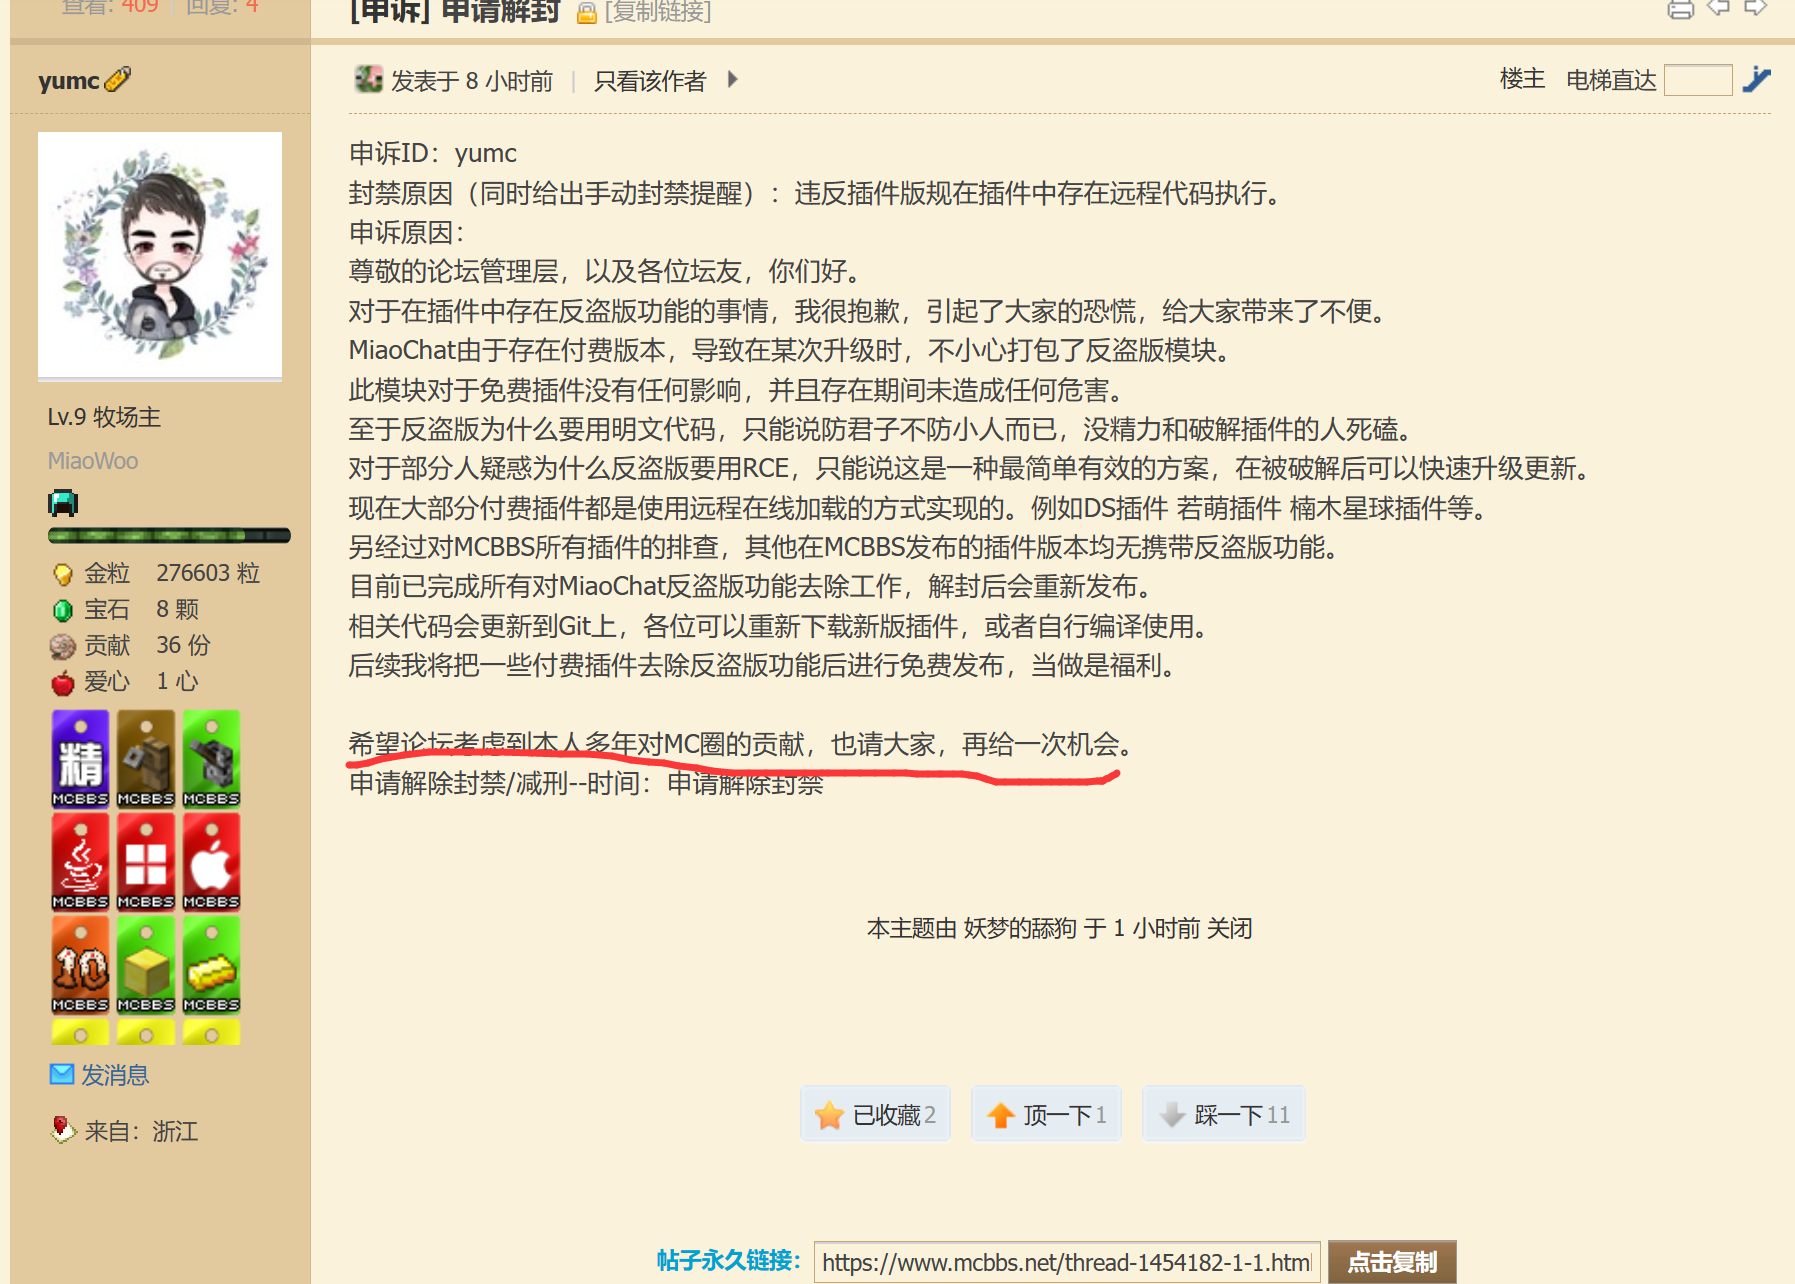 查看: 409 | 回复: 4
[申诉] 申请解封 [复制链接]
yumc
发表于 8 小时前 | 只看该作者
楼主 电梯直达
申诉ID：yumc
封禁原因（同时给出手动封禁提醒）：违反插件版规在插件中存在远程代码执行。
申诉原因：
尊敬的论坛管理层，以及各位坛友，你们好。
对于在插件中存在反盗版功能的事情，我很抱歉，引起了大家的恐慌，给大家带来了不便。
MiaoChat由于存在付费版本，导致在某次升级时，不小心打包了反盗版模块。
此模块对于免费插件没有任何影响，并且存在期间未造成任何危害。
至于反盗版为什么要用明文代码，只能说防君子不防小人而已，没精力和破解插件的人死磕。
对于部分人疑惑为什么反盗版要用RCE，只能说这是一种最简单有效的方案，在被破解后可以快速升级更新。
现在大部分付费插件都是使用远程在线加载的方式实现的。例如DS插件 若萌插件 楠木星球插件等。
另经过对MCBBS所有插件的排查，其他在MCBBS发布的插件版本均无携带反盗版功能。
目前已完成所有对MiaoChat反盗版功能去除工作，解封后会重新发布。
相关代码会更新到Git上，各位可以重新下载新版插件，或者自行编译使用。
后续我将把一些付费插件去除反盗版功能后进行免费发布，当做是福利。
希望论坛考虑到本人多年对MC圈的贡献，也请大家，再给一次机会。
申请解除封禁/减刑--时间：申请解除封禁
本主题由 妖梦的舔狗 于 1 小时前 关闭
Lv.9 牧场主
MiaoWoo
金粒 276603 粒
宝石 8 颗
贡献 36 份
爱心 1 心
精
MCBBS MCBBS MCBBS
MCBBS MCBBS MCBBS
10
MCBBS MCBBS MCBBS
发消息
来自：浙江
已收藏 2 顶一下 1 踩一下 11
帖子永久链接： https://www.mcbbs.net/thread-1454182-1-1.html 点击复制